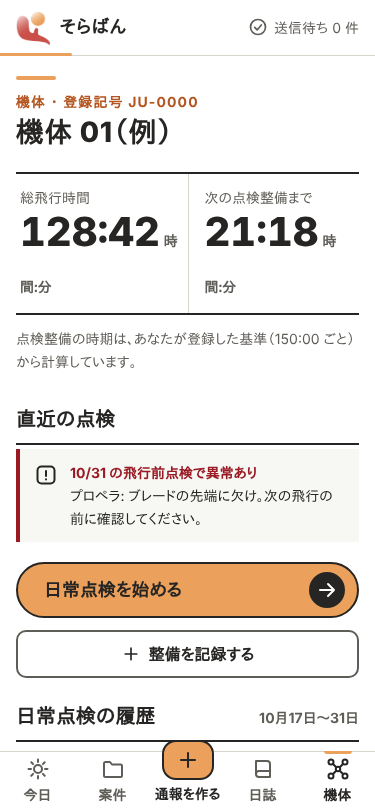 そらばん
送信待ち 0 件
機体・登録記号 JU-0000
機体 01(例)
総飛行時間
128:42 時
間:分
次の点検整備まで
21:18 時
間:分
点検整備の時期は、あなたが登録した基準(150:00 ごと)
から計算しています。
直近の点検
10/31 の飛行前点検で異常あり
プロペラ: ブレードの先端に欠け。次の飛行の
前に確認してください。
日常点検を始める
整備を記録する
日常点検の履歴
10月17日〜31日
今日
案件
通報を作る
日誌
機体